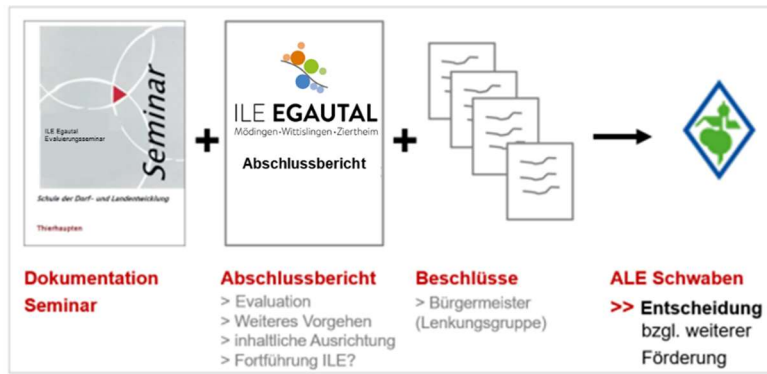 ILE Egautal
Evaluierungsseminar
Seminar
Schule der Dorf- und Landentwicklung
Thierhaupten
+
ILE EGAUTAL
Mödingen·Wittislingen·Ziertheim
Abschlussbericht
+
Dokumentation
Seminar
Abschlussbericht
> Evaluation
> Weiteres Vorgehen
> inhaltliche Ausrichtung
> Fortführung ILE?
Beschlüsse
> Bürgermeister
(Lenkungsgruppe)
ALE Schwaben
>> Entscheidung
bzgl. weiterer
Förderung